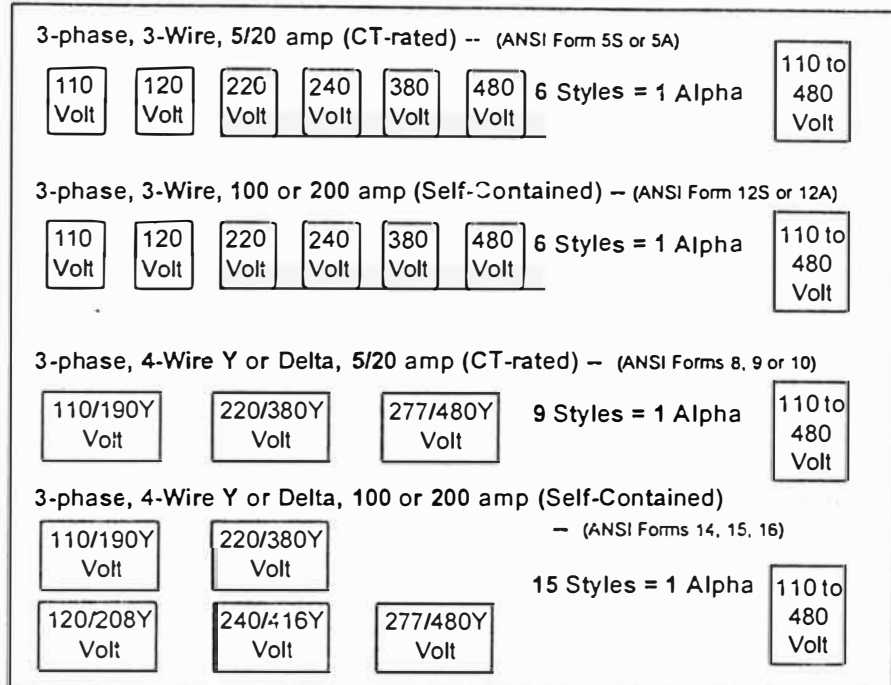 3-phase, 3-Wire, 5/20 amp (CT-rated) -- (ANSI Form 5S or 5A)
110 Volt
120 Volt
220 Volt
240 Volt
380 Volt
480 Volt
6 Styles = 1 Alpha
110 to 480 Volt
3-phase, 3-Wire, 100 or 200 amp (Self-Contained) – (ANSI Form 12S or 12A)
110 Volt
120 Volt
220 Volt
240 Volt
380 Volt
480 Volt
6 Styles = 1 Alpha
110 to 480 Volt
3-phase, 4-Wire Y or Delta, 5/20 amp (CT-rated) – (ANSI Forms 8, 9 or 10)
110/190Y Volt
220/380Y Volt
277/480Y Volt
9 Styles = 1 Alpha
110 to 480 Volt
3-phase, 4-Wire Y or Delta, 100 or 200 amp (Self-Contained)
– (ANSI Forms 14, 15, 16)
110/190Y Volt
220/380Y Volt
120/208Y Volt
240/416Y Volt
277/480Y Volt
15 Styles = 1 Alpha
110 to 480 Volt